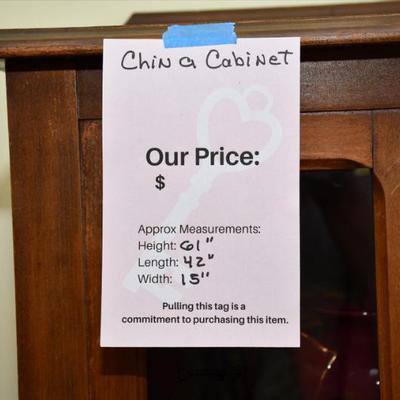 China Cabinet
Our Price:
$
Approx Measurements:
Height: 61"
Length: 42"
Width: 15"
Pulling this tag is a
commitment to purchasing this item.